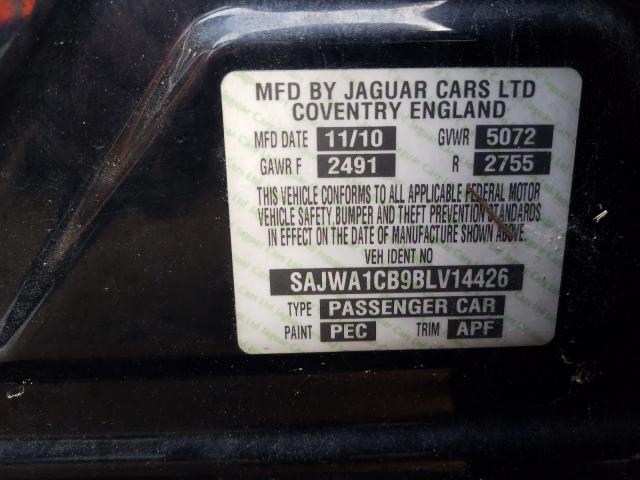 MFD BY JAGUAR CARS LTD
COVENTRY ENGLAND
MFD DATE 11/10 GVWR 5072
GAWR F 2491 R 2755
THIS VEHICLE CONFORMS TO ALL APPLICABLE FEDERAL MOTOR
VEHICLE SAFETY, BUMPER AND THEFT PREVENTION STANDARDS
IN EFFECT ON THE DATE OF MANUFACTURE SHOWN ABOVE.
VEH IDENT NO
SAJWA1CB9BLV14426
TYPE PASSENGER CAR
PAINT PEC TRIM APF